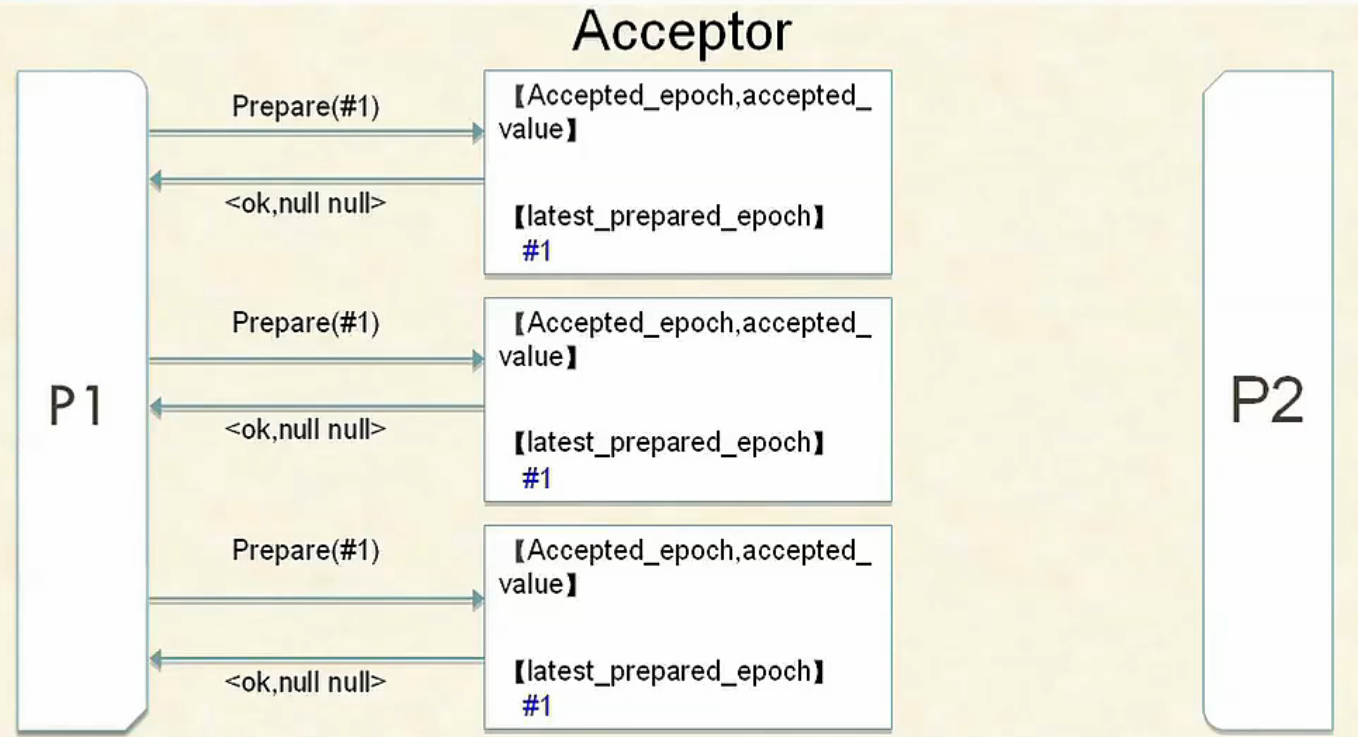 Acceptor
P1
Prepare(#1)
<ok,null null>
【Accepted_epoch,accepted_
value】
【latest_prepared_epoch】
#1
Prepare(#1)
<ok,null null>
【Accepted_epoch,accepted_
value】
【latest_prepared_epoch】
#1
Prepare(#1)
<ok,null null>
【Accepted_epoch,accepted_
value】
【latest_prepared_epoch】
#1
P2